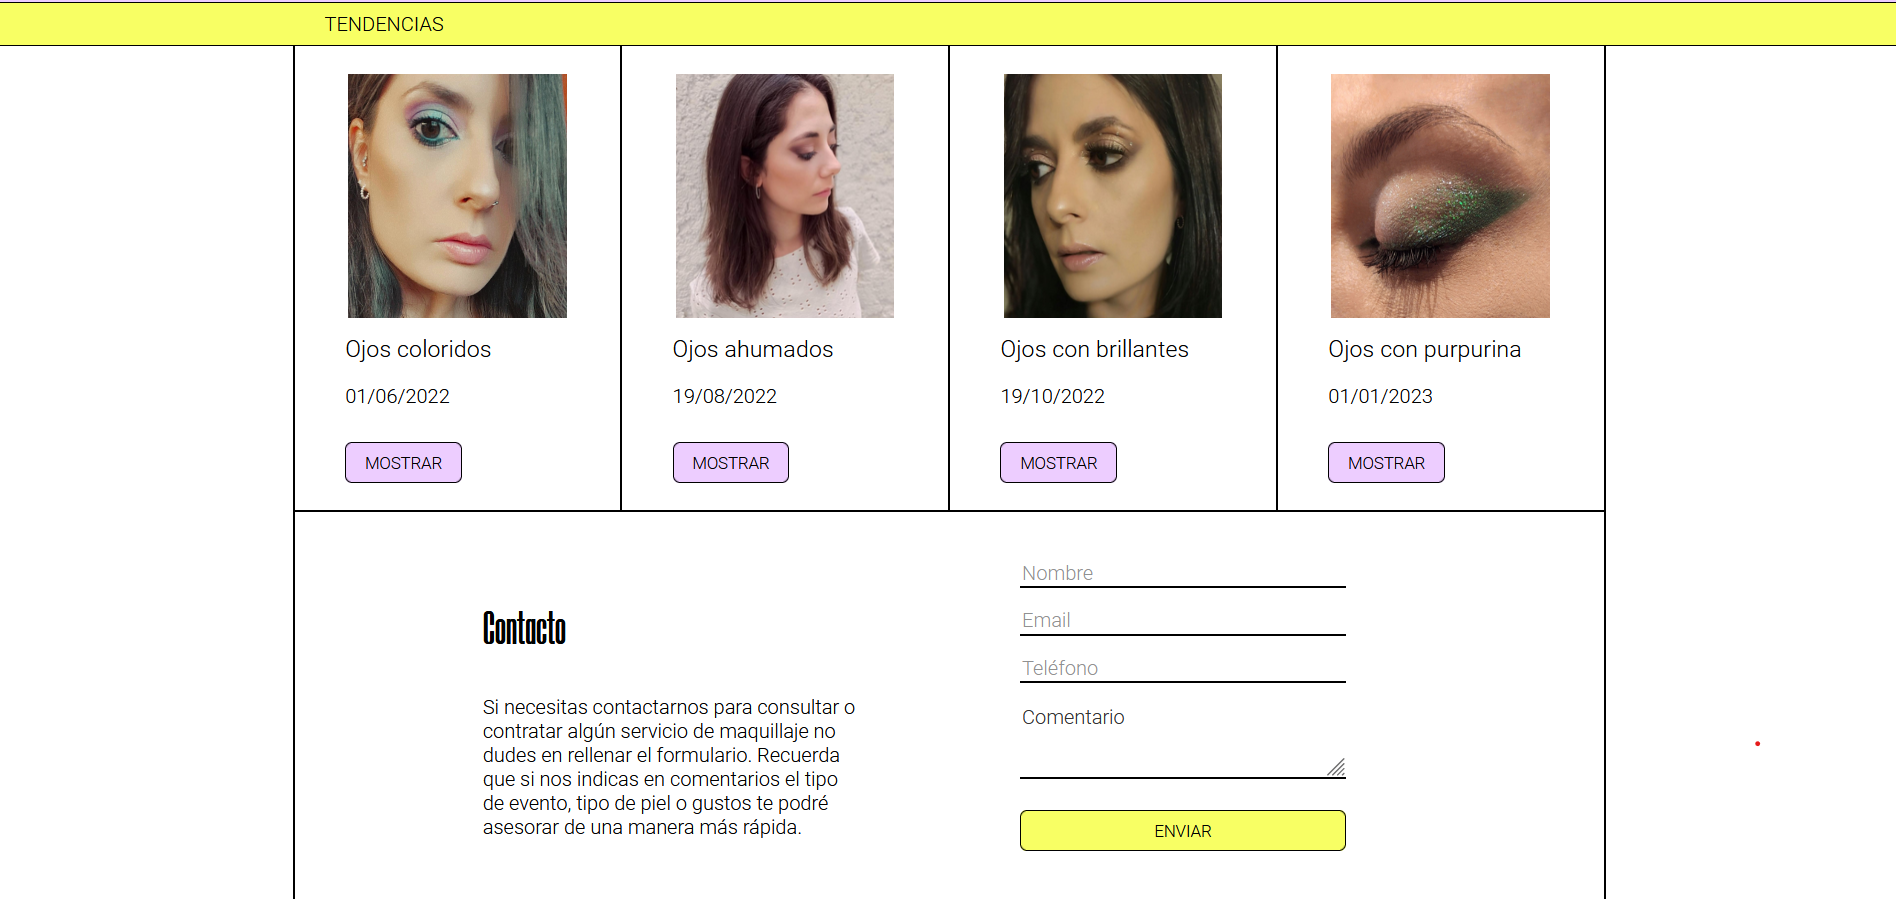 TENDENCIAS
Ojos coloridos
01/06/2022
MOSTRAR
Ojos ahumados
19/08/2022
MOSTRAR
Ojos con brillantes
19/10/2022
MOSTRAR
Ojos con purpurina
01/01/2023
MOSTRAR
Contacto
Si necesitas contactarnos para consultar o
contratar algún servicio de maquillaje no
dudes en rellenar el formulario. Recuerda
que si nos indicas en comentarios el tipo
de evento, tipo de piel o gustos te podré
asesorar de una manera más rápida.
Nombre
Email
Teléfono
Comentario
ENVIAR